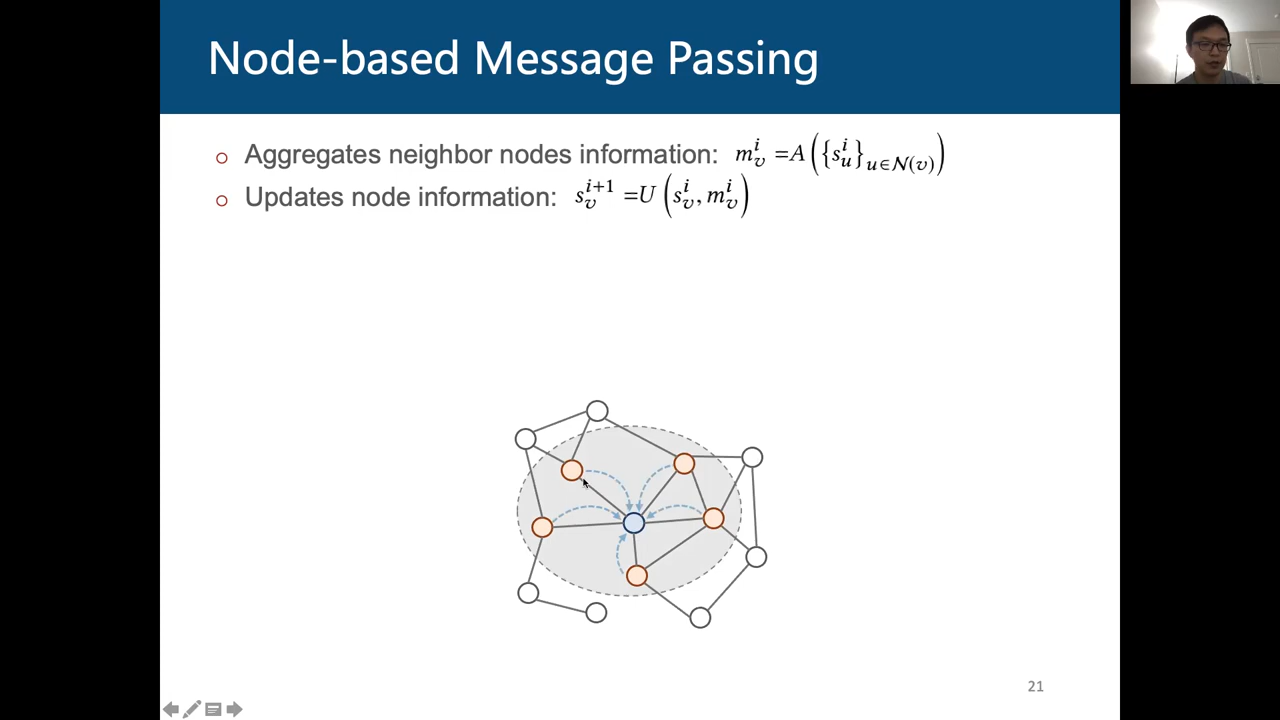 Node-based Message Passing
Aggregates neighbor nodes information: m_v^i =A({s_u^i}_{u∈N(v)})
Updates node information: s_v^{i+1} =U(s_v^i, m_v^i)
21